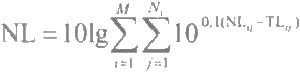 NL = 10lg ∑_{i=1}^{M} ∑_{j=1}^{N_i} 10^{0,1(NL_{ij} − TL_{ij})}